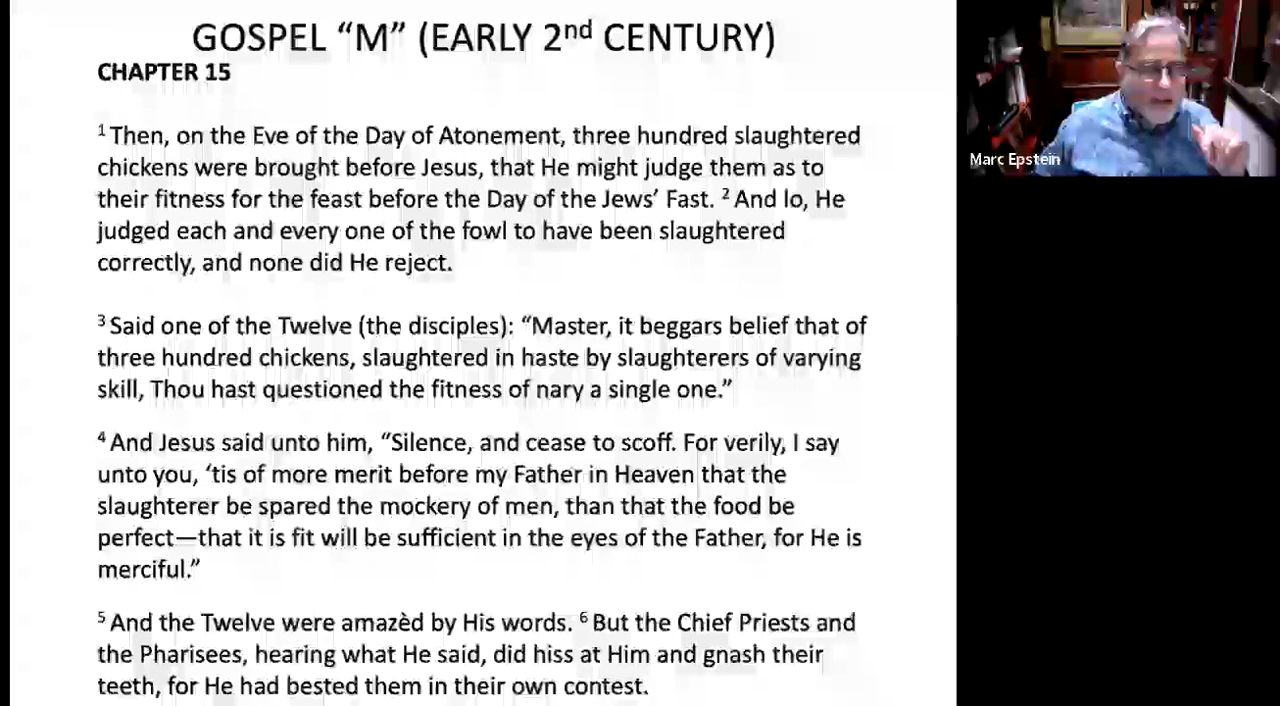 GOSPEL “M” (EARLY 2nd CENTURY)
CHAPTER 15
1 Then, on the Eve of the Day of Atonement, three hundred slaughtered
chickens were brought before Jesus, that He might judge them as to
their fitness for the feast before the Day of the Jews’ Fast. 2 And lo, He
judged each and every one of the fowl to have been slaughtered
correctly, and none did He reject.
3 Said one of the Twelve (the disciples): “Master, it beggars belief that of
three hundred chickens, slaughtered in haste by slaughterers of varying
skill, Thou hast questioned the fitness of nary a single one.”
4 And Jesus said unto him, “Silence, and cease to scoff. For verily, I say
unto you, ‘tis of more merit before my Father in Heaven that the
slaughterer be spared the mockery of men, than that the food be
perfect—that it is fit will be sufficient in the eyes of the Father, for He is
merciful.”
5 And the Twelve were amazèd by His words. 6 But the Chief Priests and
the Pharisees, hearing what He said, did hiss at Him and gnash their
teeth, for He had bested them in their own contest.
Marc Epstein